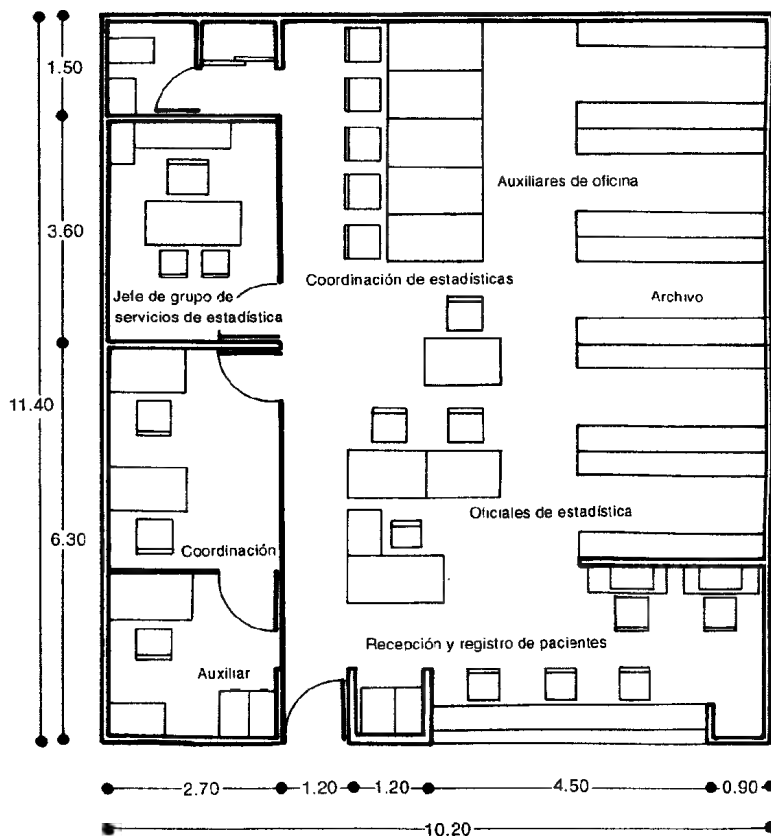 1.50
Auxiliares de oficina
3.60
Coordinación de estadísticas
Jefe de grupo de
servicios de estadística
Archivo
11.40
Oficiales de estadística
6.30
Coordinación
Recepción y registro de pacientes
Auxiliar
2.70
1.20
1.20
4.50
0.90
10.20